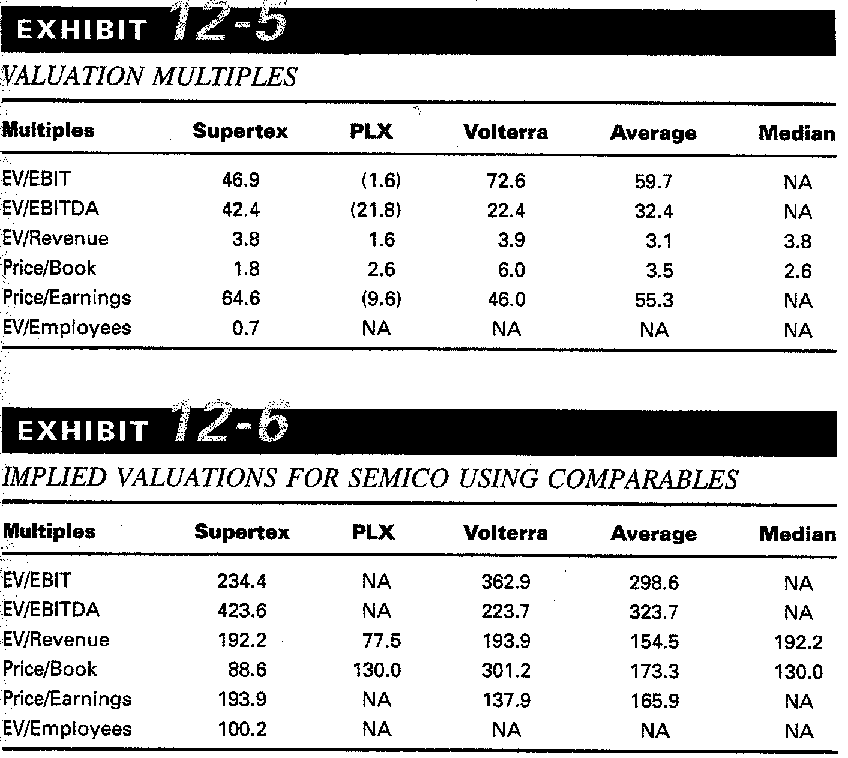 EXHIBIT 12-5
VALUATION MULTIPLES
Multiples Supertex PLX Volterra Average Median
EV/EBIT 46.9 (1.6) 72.6 59.7 NA
EV/EBITDA 42.4 (21.8) 22.4 32.4 NA
EV/Revenue 3.8 1.6 3.9 3.1 3.8
Price/Book 1.8 2.6 6.0 3.5 2.6
Price/Earnings 64.6 (9.6) 46.0 55.3 NA
EV/Employees 0.7 NA NA NA NA
EXHIBIT 12-6
IMPLIED VALUATIONS FOR SEMICO USING COMPARABLES
Multiples Supertex PLX Volterra Average Median
EV/EBIT 234.4 NA 362.9 298.6 NA
EV/EBITDA 423.6 NA 223.7 323.7 NA
EV/Revenue 192.2 77.5 193.9 154.5 192.2
Price/Book 88.6 130.0 301.2 173.3 130.0
Price/Earnings 193.9 NA 137.9 165.9 NA
EV/Employees 100.2 NA NA NA NA